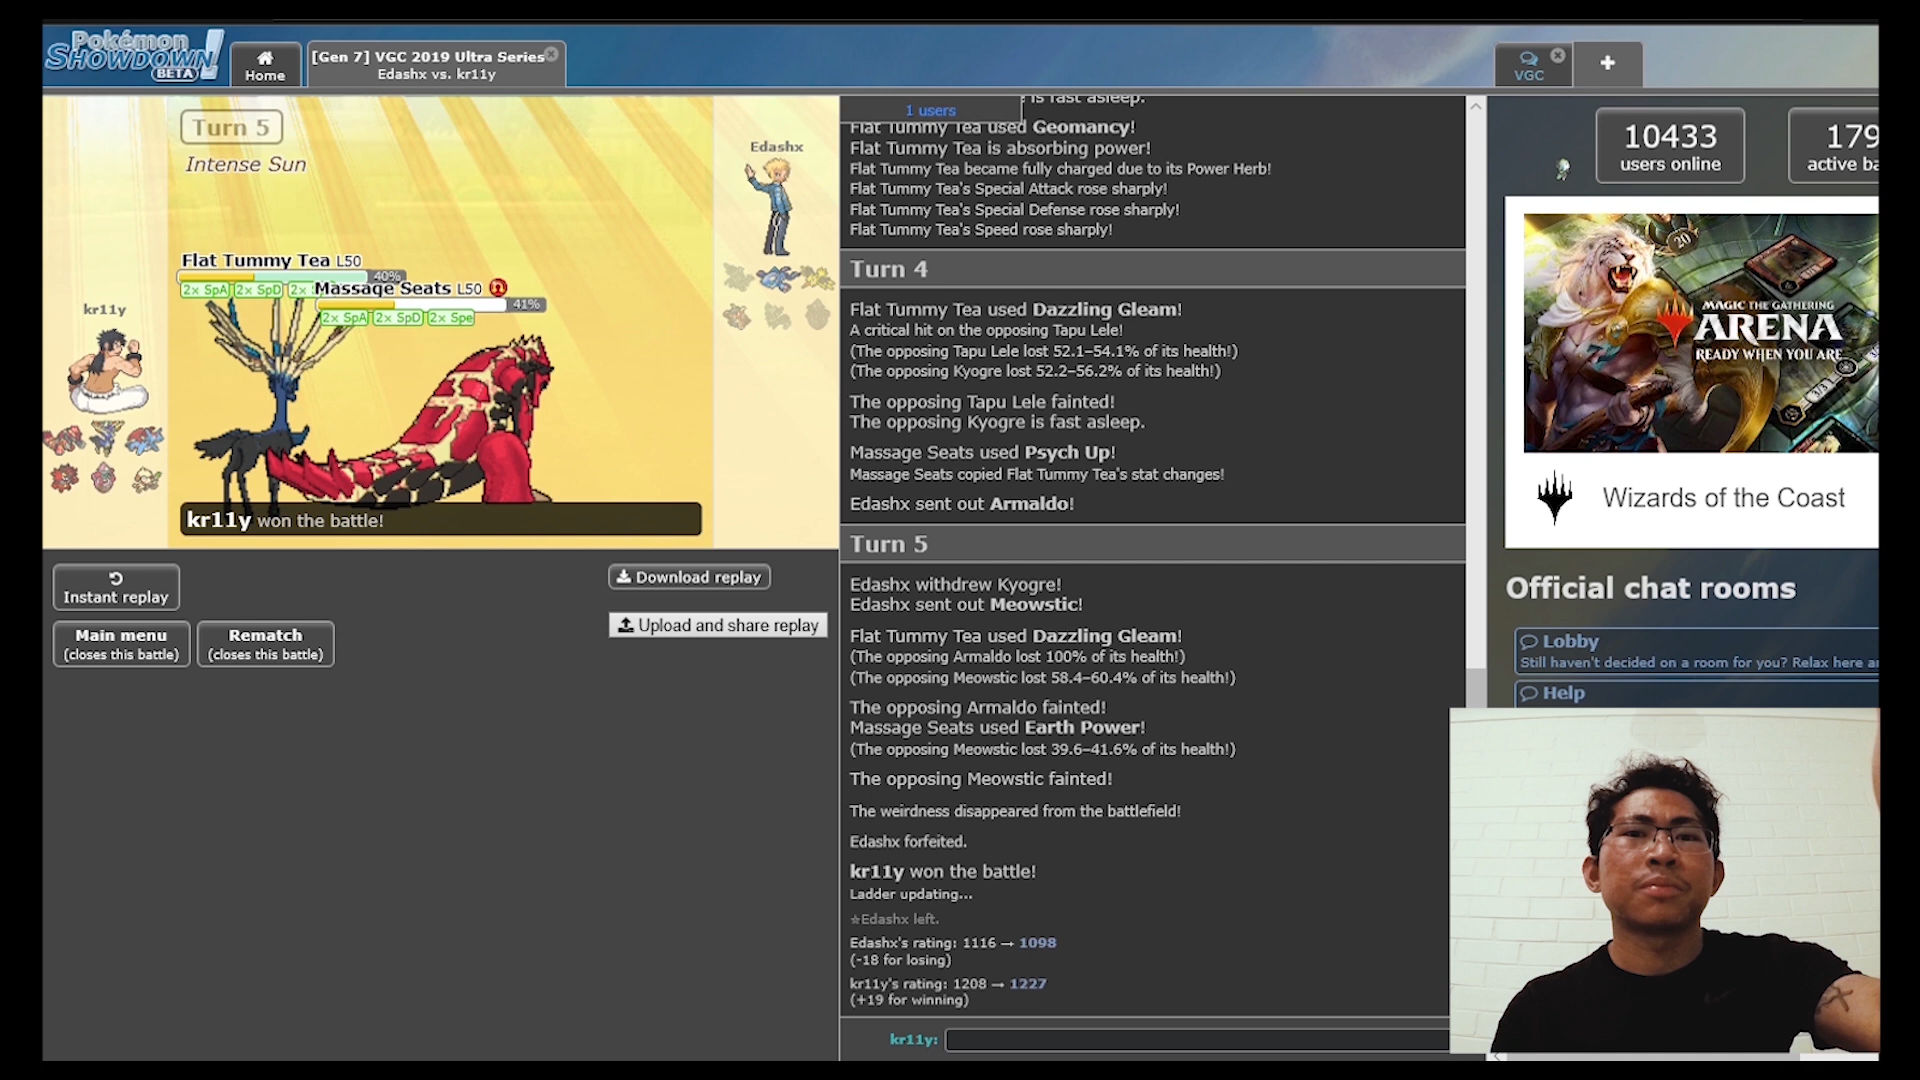 Pokémon
SHOWDOWN!
BETA
Home
[Gen 7] VGC 2019 Ultra Series
Edashx vs. kr11y
VGC
Turn 5
Intense Sun
Edashx
Flat Tummy Tea L50
40%
2x SpA 2x SpD 2x
Massage Seats L50
41%
2x SpA 2x SpD 2x Spe
kr11y
kr11y won the battle!
Instant replay
Download replay
Upload and share replay
Main menu
(closes this battle)
Rematch
(closes this battle)
1 users
is fast asleep.
Flat Tummy Tea used Geomancy!
Flat Tummy Tea is absorbing power!
Flat Tummy Tea became fully charged due to its Power Herb!
Flat Tummy Tea's Special Attack rose sharply!
Flat Tummy Tea's Special Defense rose sharply!
Flat Tummy Tea's Speed rose sharply!
Turn 4
Flat Tummy Tea used Dazzling Gleam!
A critical hit on the opposing Tapu Lele!
(The opposing Tapu Lele lost 52.1–54.1% of its health!)
(The opposing Kyogre lost 52.2–56.2% of its health!)
The opposing Tapu Lele fainted!
The opposing Kyogre is fast asleep.
Massage Seats used Psych Up!
Massage Seats copied Flat Tummy Tea's stat changes!
Edashx sent out Armaldo!
Turn 5
Edashx withdrew Kyogre!
Edashx sent out Meowstic!
Flat Tummy Tea used Dazzling Gleam!
(The opposing Armaldo lost 100% of its health!)
(The opposing Meowstic lost 58.4–60.4% of its health!)
The opposing Armaldo fainted!
Massage Seats used Earth Power!
(The opposing Meowstic lost 39.6–41.6% of its health!)
The opposing Meowstic fainted!
The weirdness disappeared from the battlefield!
Edashx forfeited.
kr11y won the battle!
Ladder updating...
☆Edashx left.
Edashx's rating: 1116 → 1098
(-18 for losing)
kr11y's rating: 1208 → 1227
(+19 for winning)
kr11y:
10433
users online
179
active ba
20
MAGIC THE GATHERING
ARENA
READY WHEN YOU ARE
3/3
Wizards of the Coast
Official chat rooms
Lobby
Still haven't decided on a room for you? Relax here a
Help